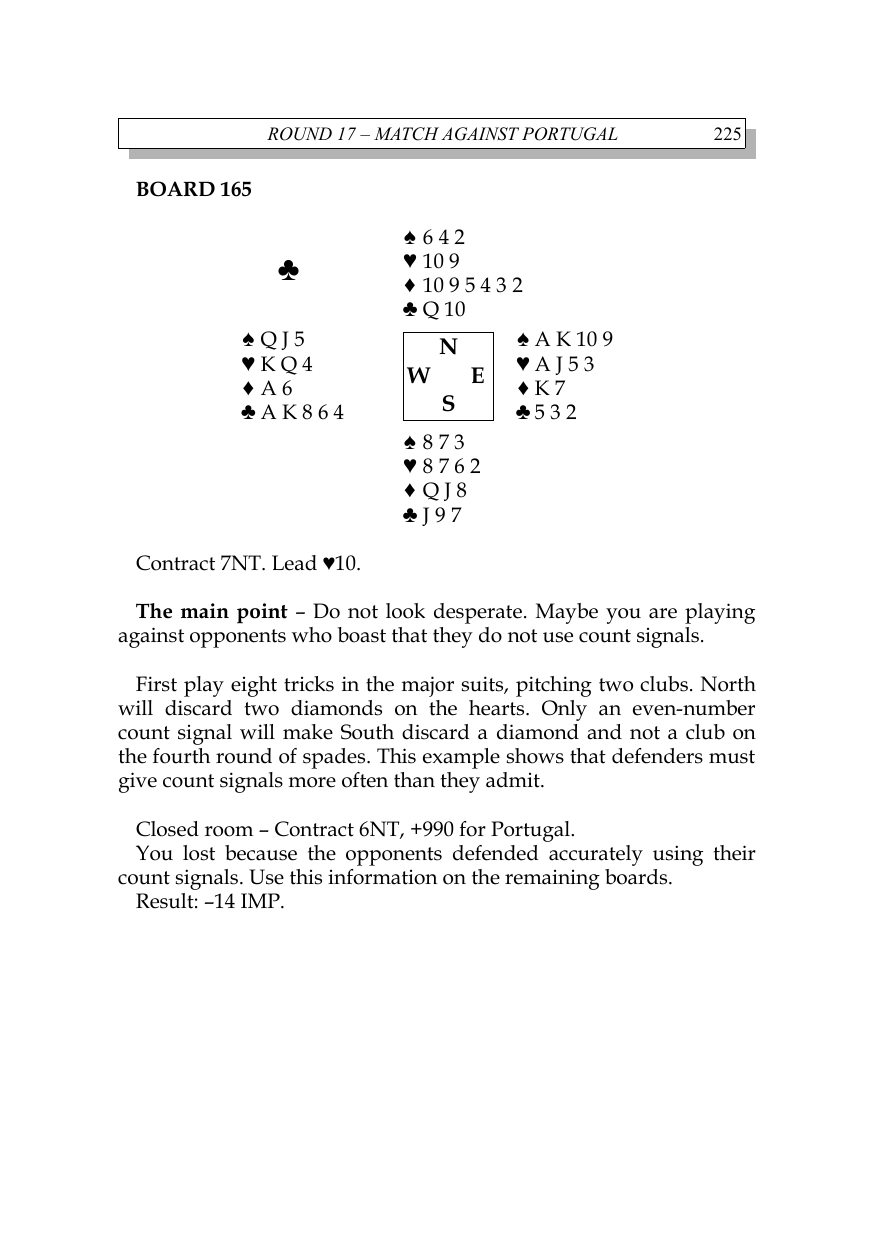 ROUND 17 – MATCH AGAINST PORTUGAL 225
BOARD 165
♠ 6 4 2
♥ 10 9
♦ 10 9 5 4 3 2
♣ Q 10
♣
♠ Q J 5
♥ K Q 4
♦ A 6
♣ A K 8 6 4
N
W E
S
♠ A K 10 9
♥ A J 5 3
♦ K 7
♣ 5 3 2
♠ 8 7 3
♥ 8 7 6 2
♦ Q J 8
♣ J 9 7
Contract 7NT. Lead ♥10.
The main point – Do not look desperate. Maybe you are playing
against opponents who boast that they do not use count signals.
First play eight tricks in the major suits, pitching two clubs. North
will discard two diamonds on the hearts. Only an even-number
count signal will make South discard a diamond and not a club on
the fourth round of spades. This example shows that defenders must
give count signals more often than they admit.
Closed room – Contract 6NT, +990 for Portugal.
You lost because the opponents defended accurately using their
count signals. Use this information on the remaining boards.
Result: –14 IMP.